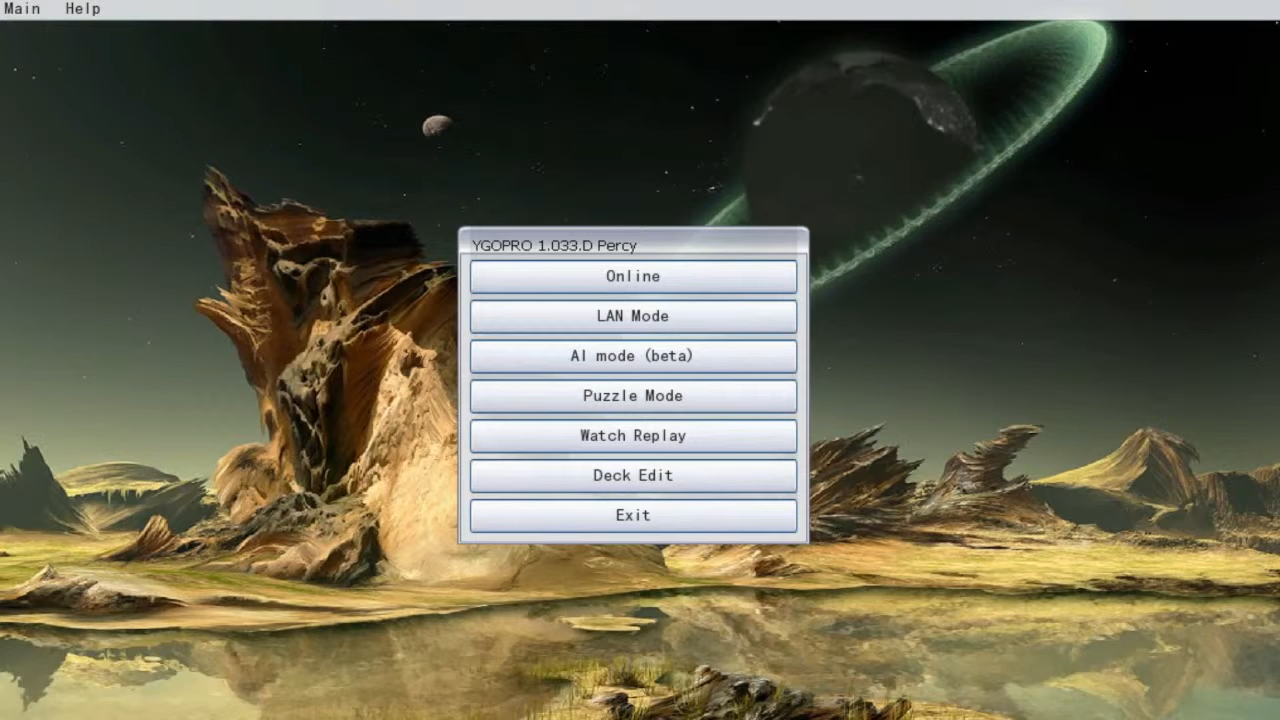 Main Help
YGOPRO 1.033.D Percy
Online
LAN Mode
AI mode (beta)
Puzzle Mode
Watch Replay
Deck Edit
Exit